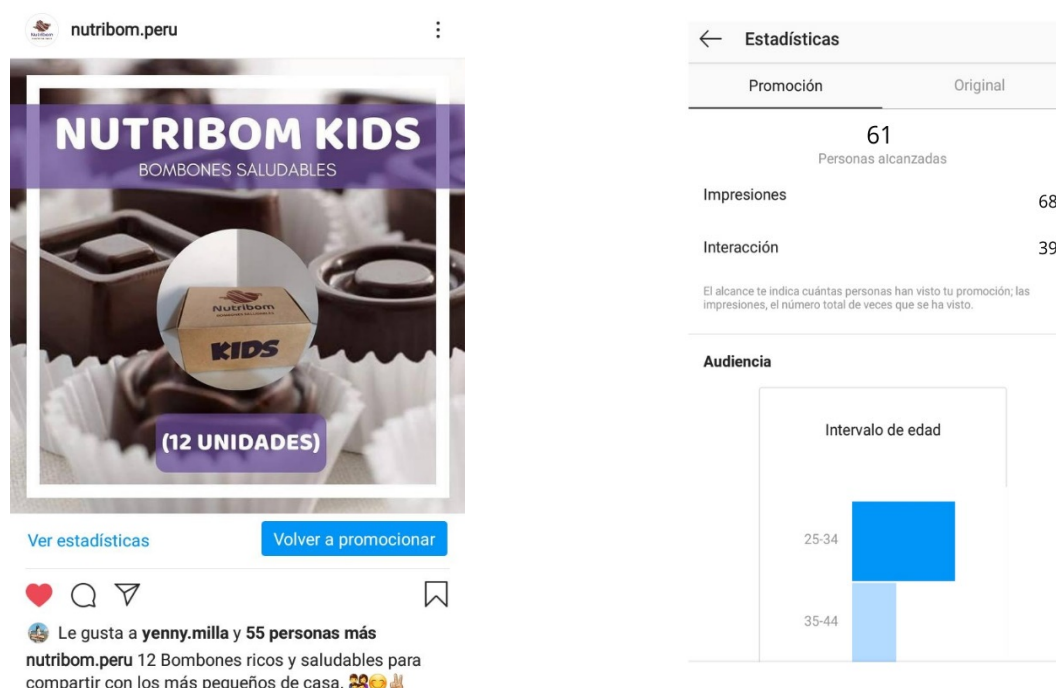 nutribom.peru
NUTRIBOM KIDS
BOMBONES SALUDABLES
Nutribom
KIDS
(12 UNIDADES)
Ver estadísticas
Volver a promocionar
Le gusta a yenny.milla y 55 personas más
nutribom.peru 12 Bombones ricos y saludables para
compartir con los más pequeños de casa.
Estadísticas
Promoción
Original
61
Personas alcanzadas
Impresiones
68
Interacción
39
El alcance te indica cuántas personas han visto tu promoción; las
impresiones, el número total de veces que se ha visto.
Audiencia
Intervalo de edad
25-34
35-44